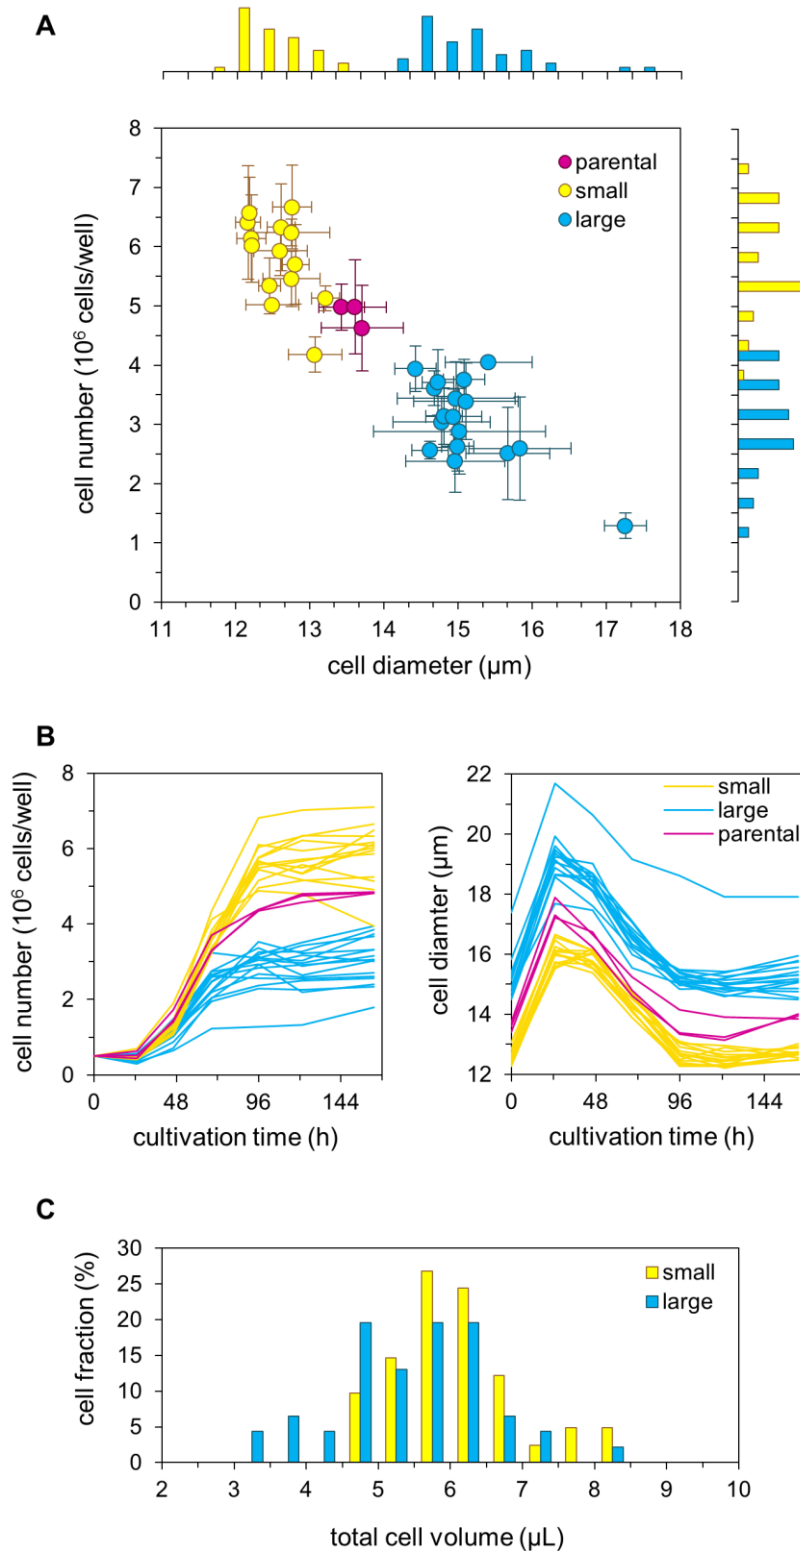 A
8
7
6
5
4
3
2
1
0
cell number (10⁶ cells/well)
parental
small
large
11 12 13 14 15 16 17 18
cell diameter (µm)
B
8
6
4
2
0
cell number (10⁶ cells/well)
0 48 96 144
cultivation time (h)
22
20
18
16
14
12
cell diamter (µm)
small
large
parental
0 48 96 144
cultivation time (h)
C
30
25
20
15
10
5
0
cell fraction (%)
small
large
2 3 4 5 6 7 8 9 10
total cell volume (µL)